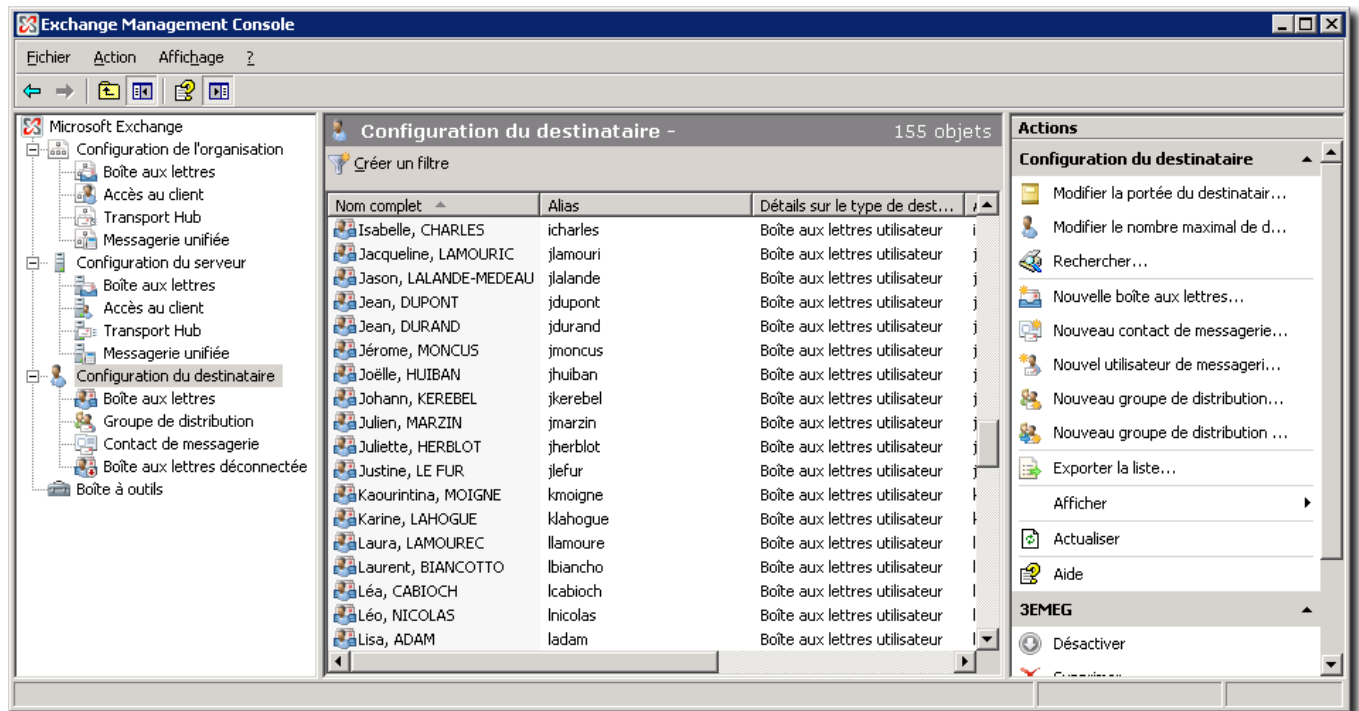 Exchange Management Console
Fichier Action Affichage ?
Microsoft Exchange
Configuration de l'organisation
Boîte aux lettres
Accès au client
Transport Hub
Messagerie unifiée
Configuration du serveur
Boîte aux lettres
Accès au client
Transport Hub
Messagerie unifiée
Configuration du destinataire
Boîte aux lettres
Groupe de distribution
Contact de messagerie
Boîte aux lettres déconnectée
Boîte à outils
Configuration du destinataire - 155 objets
Créer un filtre
Nom complet Alias Détails sur le type de dest...
Isabelle, CHARLES icharles Boîte aux lettres utilisateur i
Jacqueline, LAMOURIC jlamouri Boîte aux lettres utilisateur j
Jason, LALANDE-MEDEAU jlalande Boîte aux lettres utilisateur j
Jean, DUPONT jdupont Boîte aux lettres utilisateur j
Jean, DURAND jdurand Boîte aux lettres utilisateur j
Jérome, MONCUS jmoncus Boîte aux lettres utilisateur j
Joëlle, HUIBAN jhuiban Boîte aux lettres utilisateur j
Johann, KEREBEL jkerebel Boîte aux lettres utilisateur j
Julien, MARZIN jmarzin Boîte aux lettres utilisateur j
Juliette, HERBLOT jherblot Boîte aux lettres utilisateur j
Justine, LE FUR jlefur Boîte aux lettres utilisateur j
Kaourintina, MOIGNE kmoigne Boîte aux lettres utilisateur
Karine, LAHOGUE klahogue Boîte aux lettres utilisateur
Laura, LAMOUREC llamoure Boîte aux lettres utilisateur l
Laurent, BIANCOTTO lbiancho Boîte aux lettres utilisateur l
Léa, CABIOCH lcabioch Boîte aux lettres utilisateur l
Léo, NICOLAS lnicolas Boîte aux lettres utilisateur l
Lisa, ADAM ladam Boîte aux lettres utilisateur l
Actions
Configuration du destinataire
Modifier la portée du destinatair...
Modifier le nombre maximal de d...
Rechercher...
Nouvelle boîte aux lettres...
Nouveau contact de messagerie...
Nouvel utilisateur de messageri...
Nouveau groupe de distribution...
Nouveau groupe de distribution ...
Exporter la liste...
Afficher
Actualiser
Aide
3EMEG
Désactiver